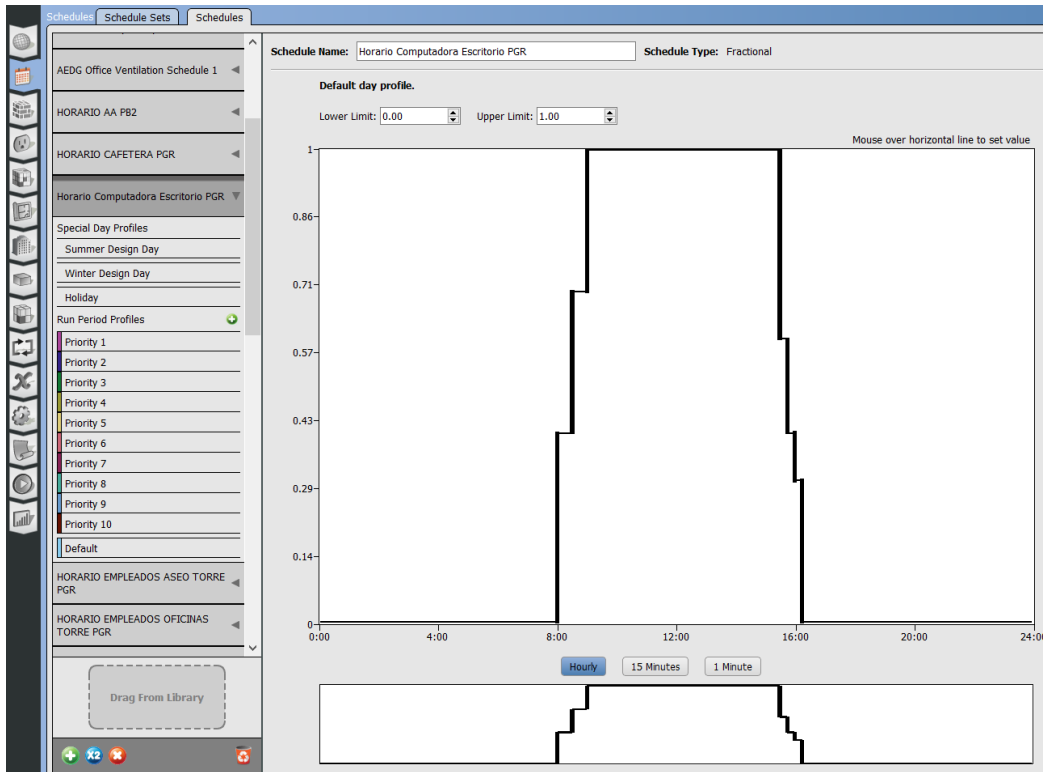 Schedules
Schedule Sets
Schedules
AEDG Office Ventilation Schedule 1
HORARIO AA PB2
HORARIO CAFETERA PGR
Horario Computadora Escritorio PGR
Special Day Profiles
Summer Design Day
Winter Design Day
Holiday
Run Period Profiles
Priority 1
Priority 2
Priority 3
Priority 4
Priority 5
Priority 6
Priority 7
Priority 8
Priority 9
Priority 10
Default
HORARIO EMPLEADOS ASEO TORRE
PGR
HORARIO EMPLEADOS OFICINAS
TORRE PGR
Drag From Library
X2
Schedule Name: Horario Computadora Escritorio PGR Schedule Type: Fractional
Default day profile.
Lower Limit: 0.00 Upper Limit: 1.00
Mouse over horizontal line to set value
1
0.86
0.71
0.57
0.43
0.29
0.14
0
0:00 4:00 8:00 12:00 16:00 20:00 24:00
Hourly 15 Minutes 1 Minute